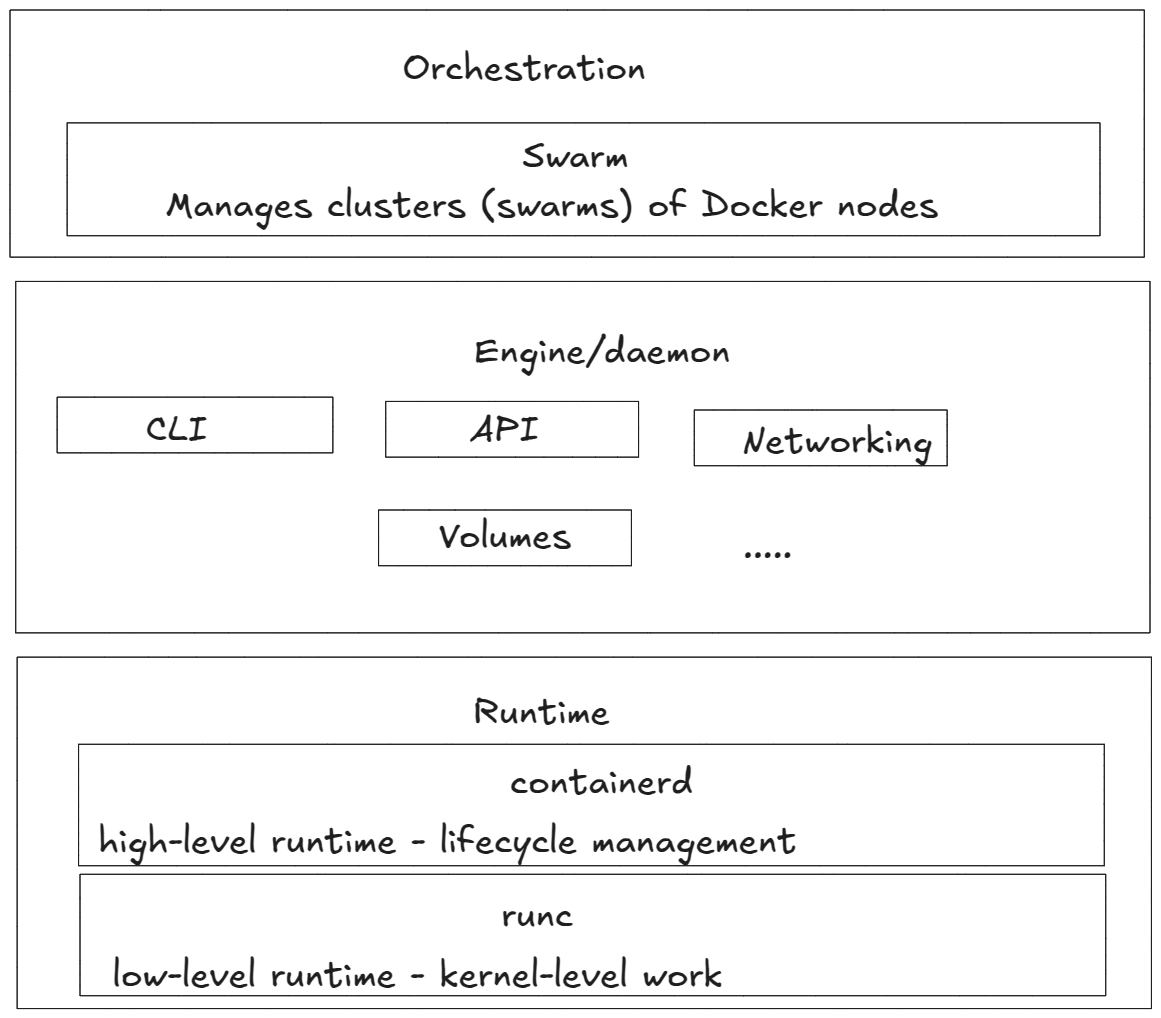 Orchestration
Swarm
Manages clusters (swarms) of Docker nodes
Engine/daemon
CLI
API
Networking
Volumes
.....
Runtime
containerd
high-level runtime - lifecycle management
runc
low-level runtime - kernel-level work